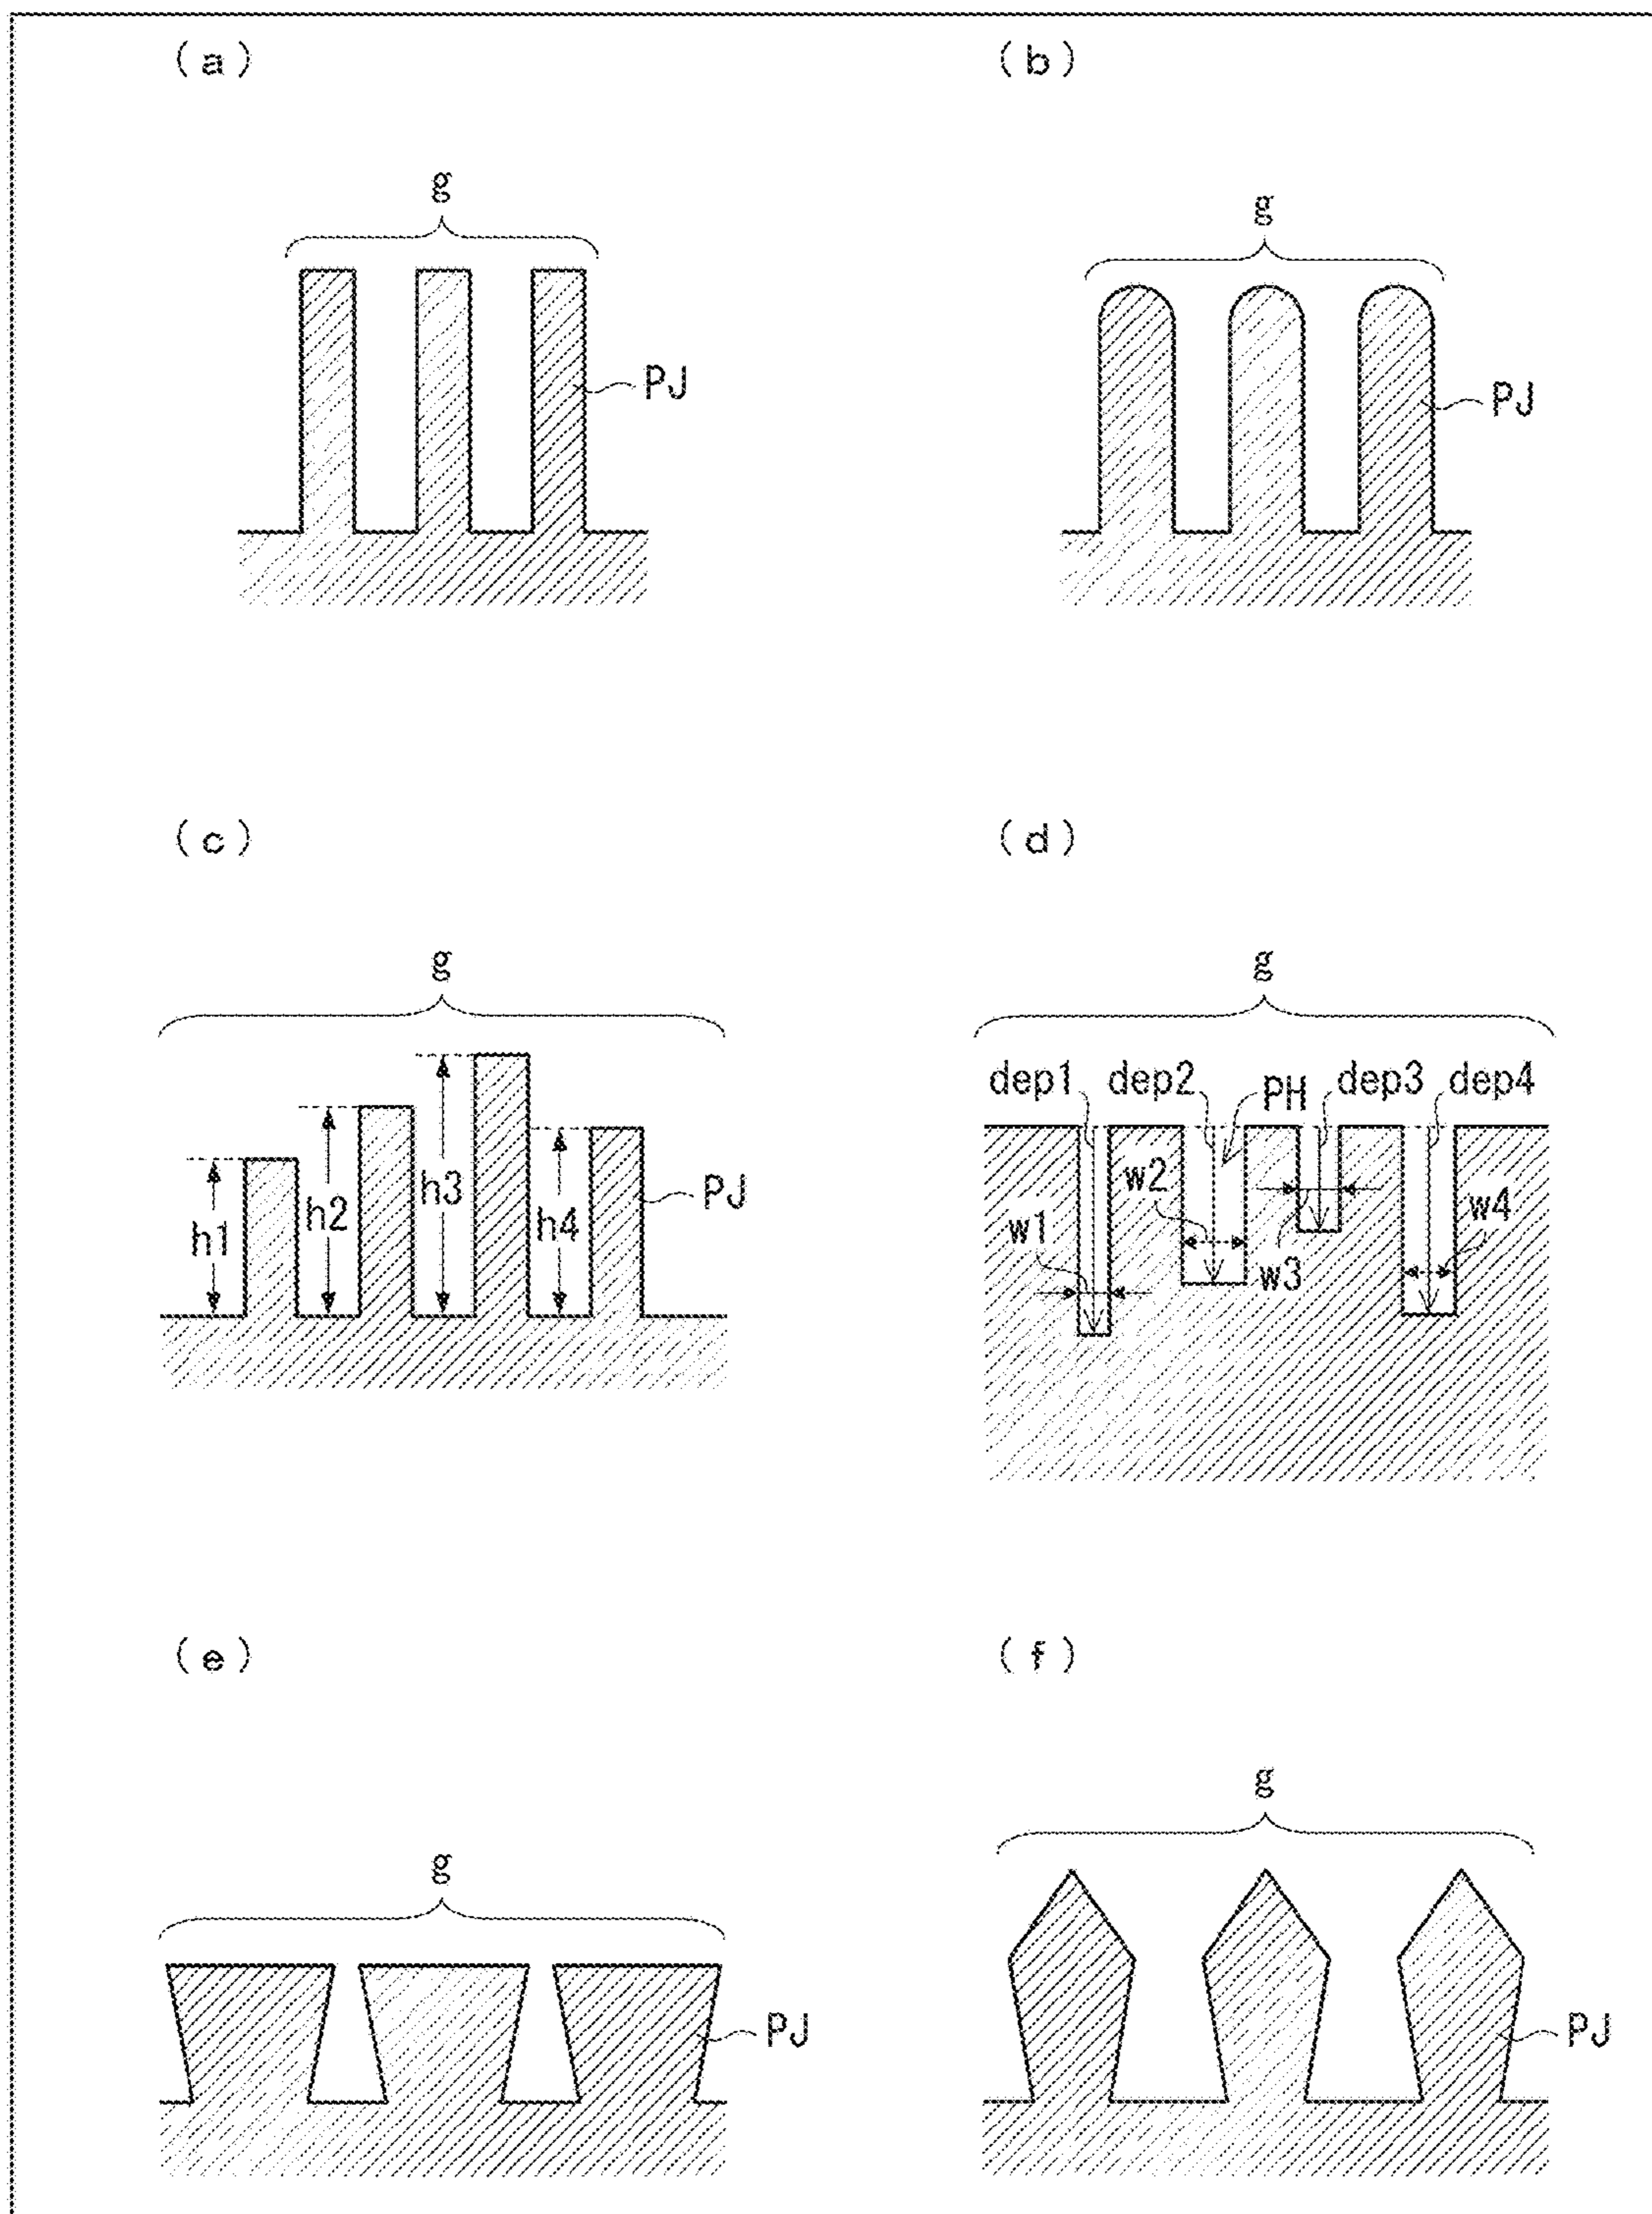 (a)
g
PJ
(b)
g
PJ
(c)
g
h1 h2 h3 h4 PJ
(d)
g
dep1 dep2 PH dep3 dep4
w1 w2 w3 w4
(e)
g
PJ
(f)
g
PJ